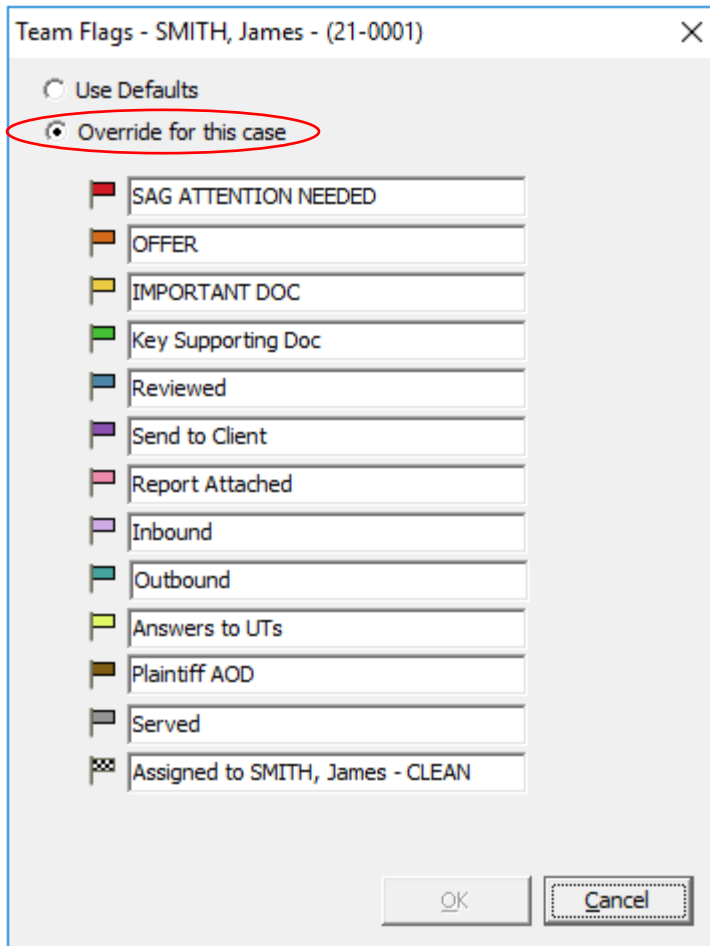 Team Flags - SMITH, James - (21-0001)
Use Defaults
Override for this case
SAG ATTENTION NEEDED
OFFER
IMPORTANT DOC
Key Supporting Doc
Reviewed
Send to Client
Report Attached
Inbound
Outbound
Answers to UTs
Plaintiff AOD
Served
Assigned to SMITH, James - CLEAN
OK Cancel